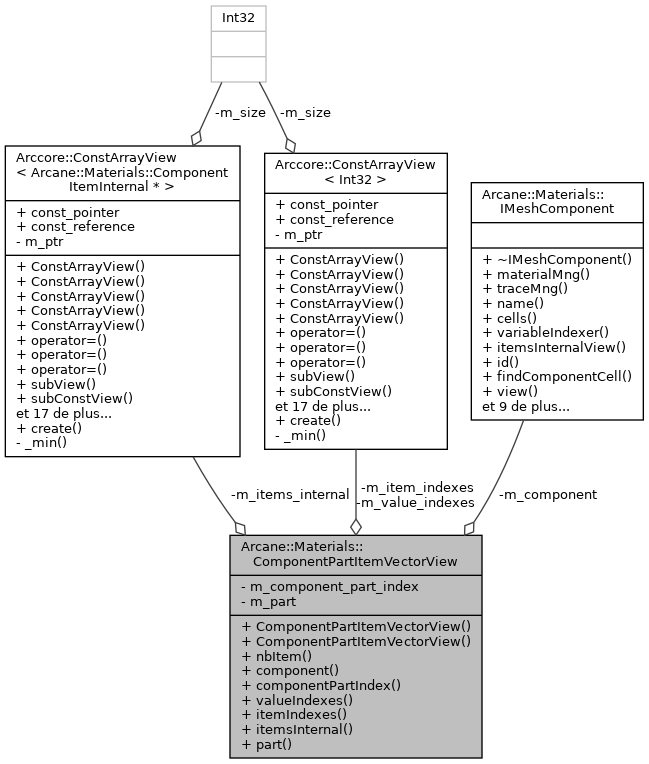 Int32
-m_size
-m_size
Arccore::ConstArrayView
< Arcane::Materials::Component
ItemInternal * >
+ const_pointer
+ const_reference
- m_ptr
+ ConstArrayView()
+ ConstArrayView()
+ ConstArrayView()
+ ConstArrayView()
+ ConstArrayView()
+ operator=()
+ operator=()
+ operator=()
+ subView()
+ subConstView()
et 17 de plus...
+ create()
- _min()
Arccore::ConstArrayView
< Int32 >
+ const_pointer
+ const_reference
- m_ptr
+ ConstArrayView()
+ ConstArrayView()
+ ConstArrayView()
+ ConstArrayView()
+ ConstArrayView()
+ operator=()
+ operator=()
+ operator=()
+ subView()
+ subConstView()
et 17 de plus...
+ create()
- _min()
Arcane::Materials::
IMeshComponent
+ ~IMeshComponent()
+ materialMng()
+ traceMng()
+ name()
+ cells()
+ variableIndexer()
+ itemsInternalView()
+ id()
+ findComponentCell()
+ view()
et 9 de plus...
-m_items_internal
-m_item_indexes
-m_value_indexes
-m_component
Arcane::Materials::
ComponentPartItemVectorView
- m_component_part_index
- m_part
+ ComponentPartItemVectorView()
+ ComponentPartItemVectorView()
+ nbItem()
+ component()
+ componentPartIndex()
+ valueIndexes()
+ itemIndexes()
+ itemsInternal()
+ part()